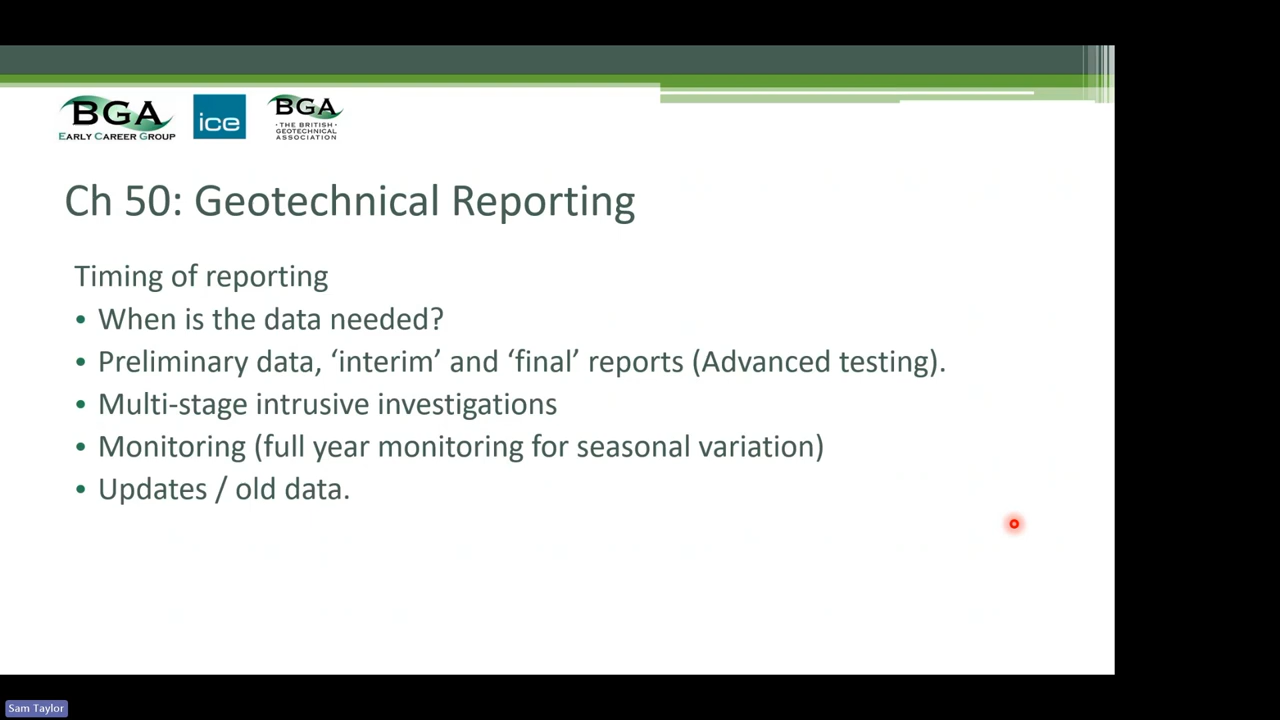 BGA
EARLY CAREER GROUP
ice
BGA
· THE BRITISH ·
GEOTECHNICAL
ASSOCIATION
Ch 50: Geotechnical Reporting
Timing of reporting
• When is the data needed?
• Preliminary data, ‘interim’ and ‘final’ reports (Advanced testing).
• Multi-stage intrusive investigations
• Monitoring (full year monitoring for seasonal variation)
• Updates / old data.
Sam Taylor